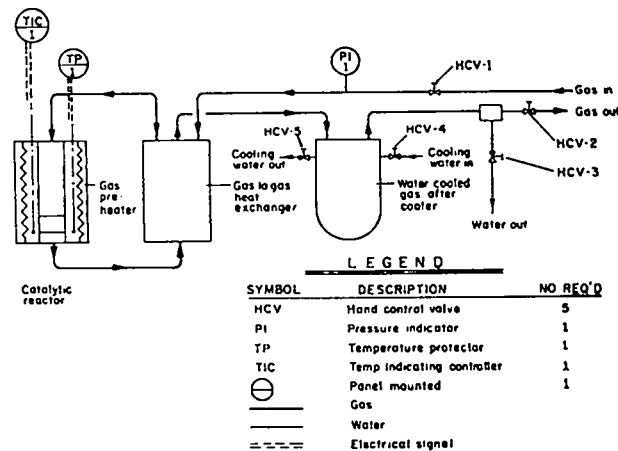 TIC
1
TP
1
PI
1
HCV-1
Gas in
Gas out
HCV-2
HCV-5
HCV-4
HCV-3
Cooling
water out
Cooling
water in
Gas
pre-
heater
Gas to gas
heat
exchanger
Water cooled
gas after
cooler
Water out
Catalytic
reactor
LEGEND
SYMBOL DESCRIPTION NO REQ'D
HCV Hand control valve 5
PI Pressure indicator 1
TP Temperature protector 1
TIC Temp indicating controller 1
Panel mounted 1
Gas
Water
Electrical signal